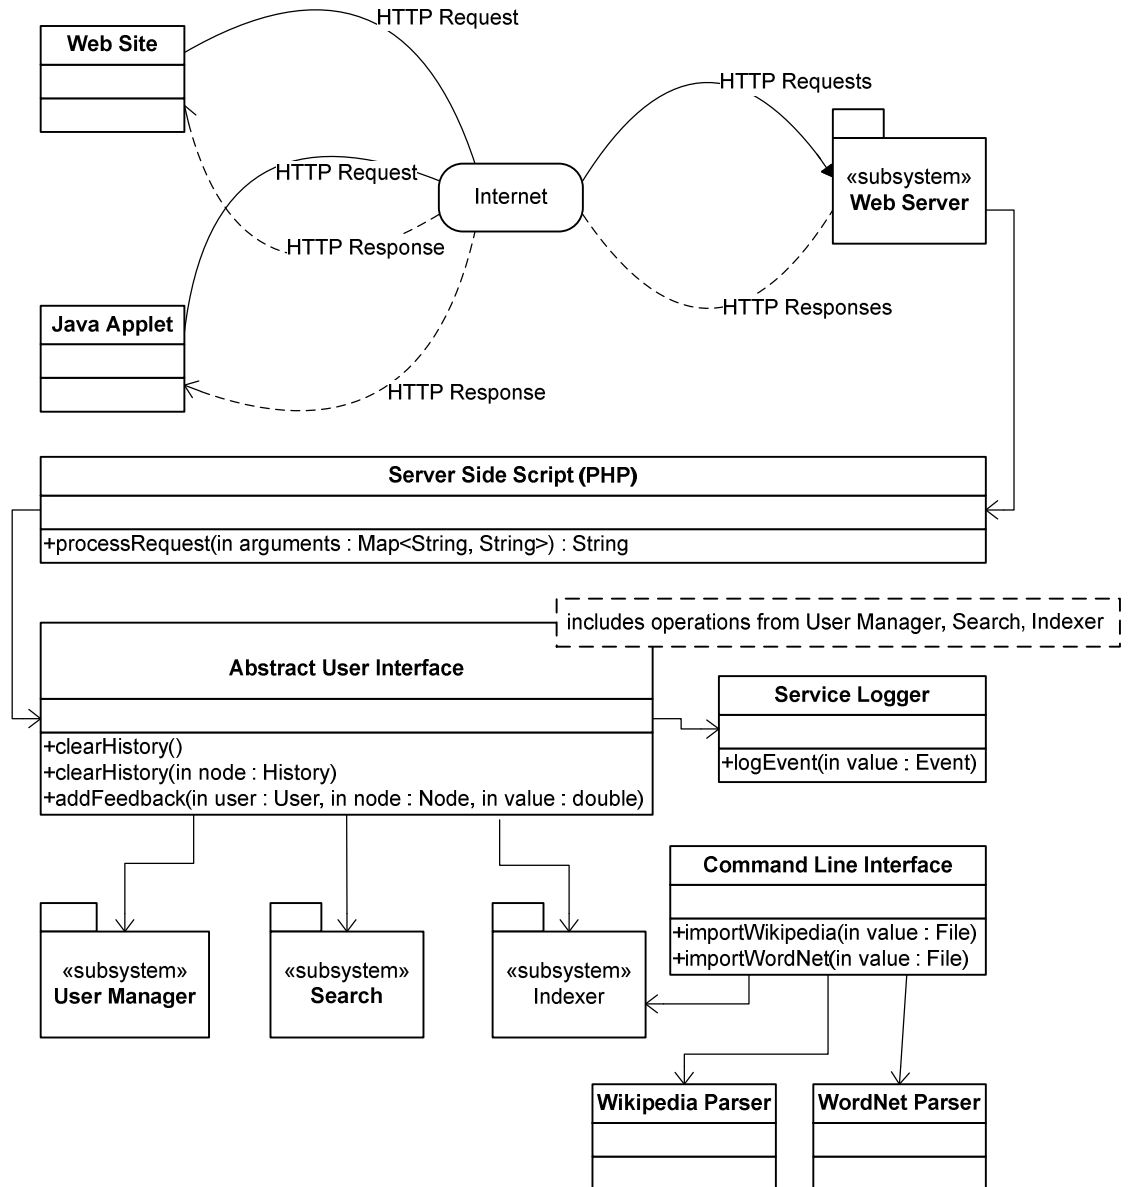 HTTP Request
Web Site
HTTP Requests
HTTP Request
Internet
«subsystem»
Web Server
HTTP Response
HTTP Responses
Java Applet
HTTP Response
Server Side Script (PHP)
+processRequest(in arguments : Map<String, String>) : String
includes operations from User Manager, Search, Indexer
Abstract User Interface
Service Logger
+clearHistory()
+clearHistory(in node : History)
+addFeedback(in user : User, in node : Node, in value : double)
+logEvent(in value : Event)
Command Line Interface
+importWikipedia(in value : File)
+importWordNet(in value : File)
«subsystem»
User Manager
«subsystem»
Search
«subsystem»
Indexer
Wikipedia Parser
WordNet Parser